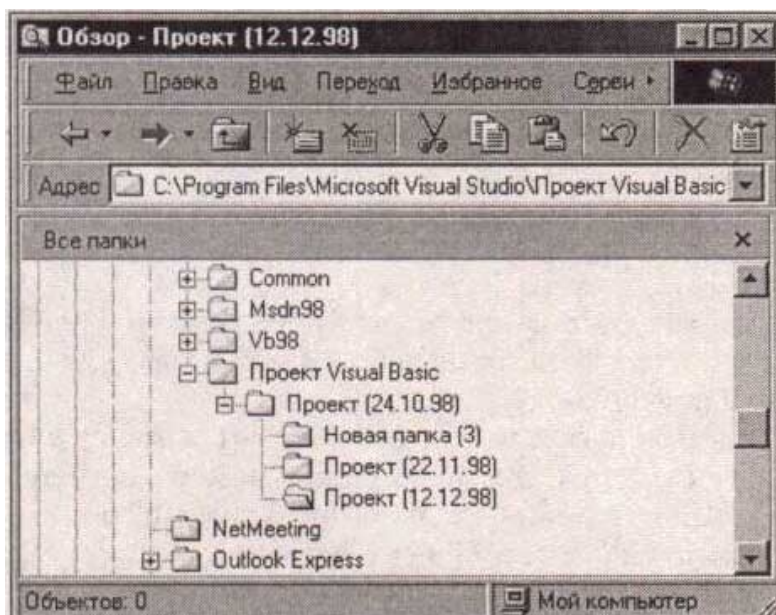 Обзор - Проект (12.12.98)
Файл Правка Вид Переход Избранное Серви
Адрес C:\Program Files\Microsoft Visual Studio\Проект Visual Basic
Все папки
Common
Msdn98
Vb98
Проект Visual Basic
Проект (24.10.98)
Новая папка (3)
Проект (22.11.98)
Проект (12.12.98)
NetMeeting
Outlook Express
Объектов: 0 Мой компьютер